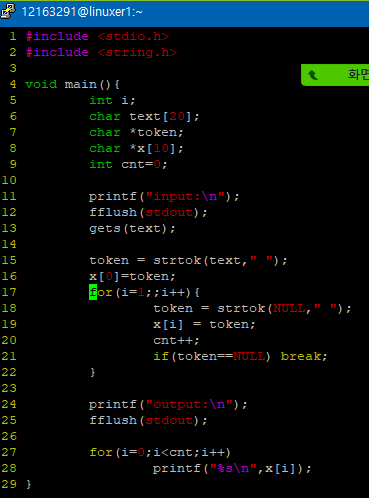 12163291@linuxer1:~
화면
1 #include <stdio.h>
2 #include <string.h>
3
4 void main(){
5         int i;
6         char text[20];
7         char *token;
8         char *x[10];
9         int cnt=0;
10
11         printf("input:\n");
12         fflush(stdout);
13         gets(text);
14
15         token = strtok(text," ");
16         x[0]=token;
17         for(i=1;;i++){
18                 token = strtok(NULL," ");
19                 x[i] = token;
20                 cnt++;
21                 if(token==NULL) break;
22         }
23
24         printf("output:\n");
25         fflush(stdout);
26
27         for(i=0;i<cnt;i++)
28                 printf("%s\n",x[i]);
29 }